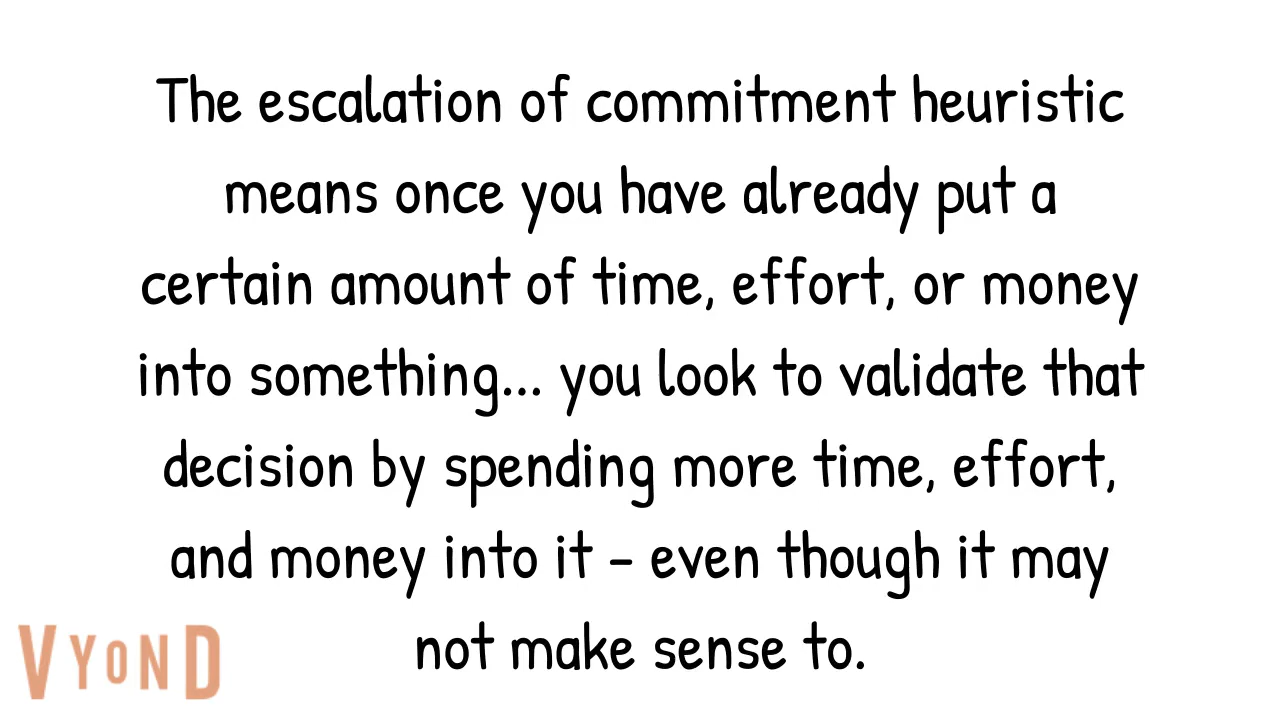 The escalation of commitment heuristic
means once you have already put a
certain amount of time, effort, or money
into something... you look to validate that
decision by spending more time, effort,
and money into it - even though it may
not make sense to.
VYOND